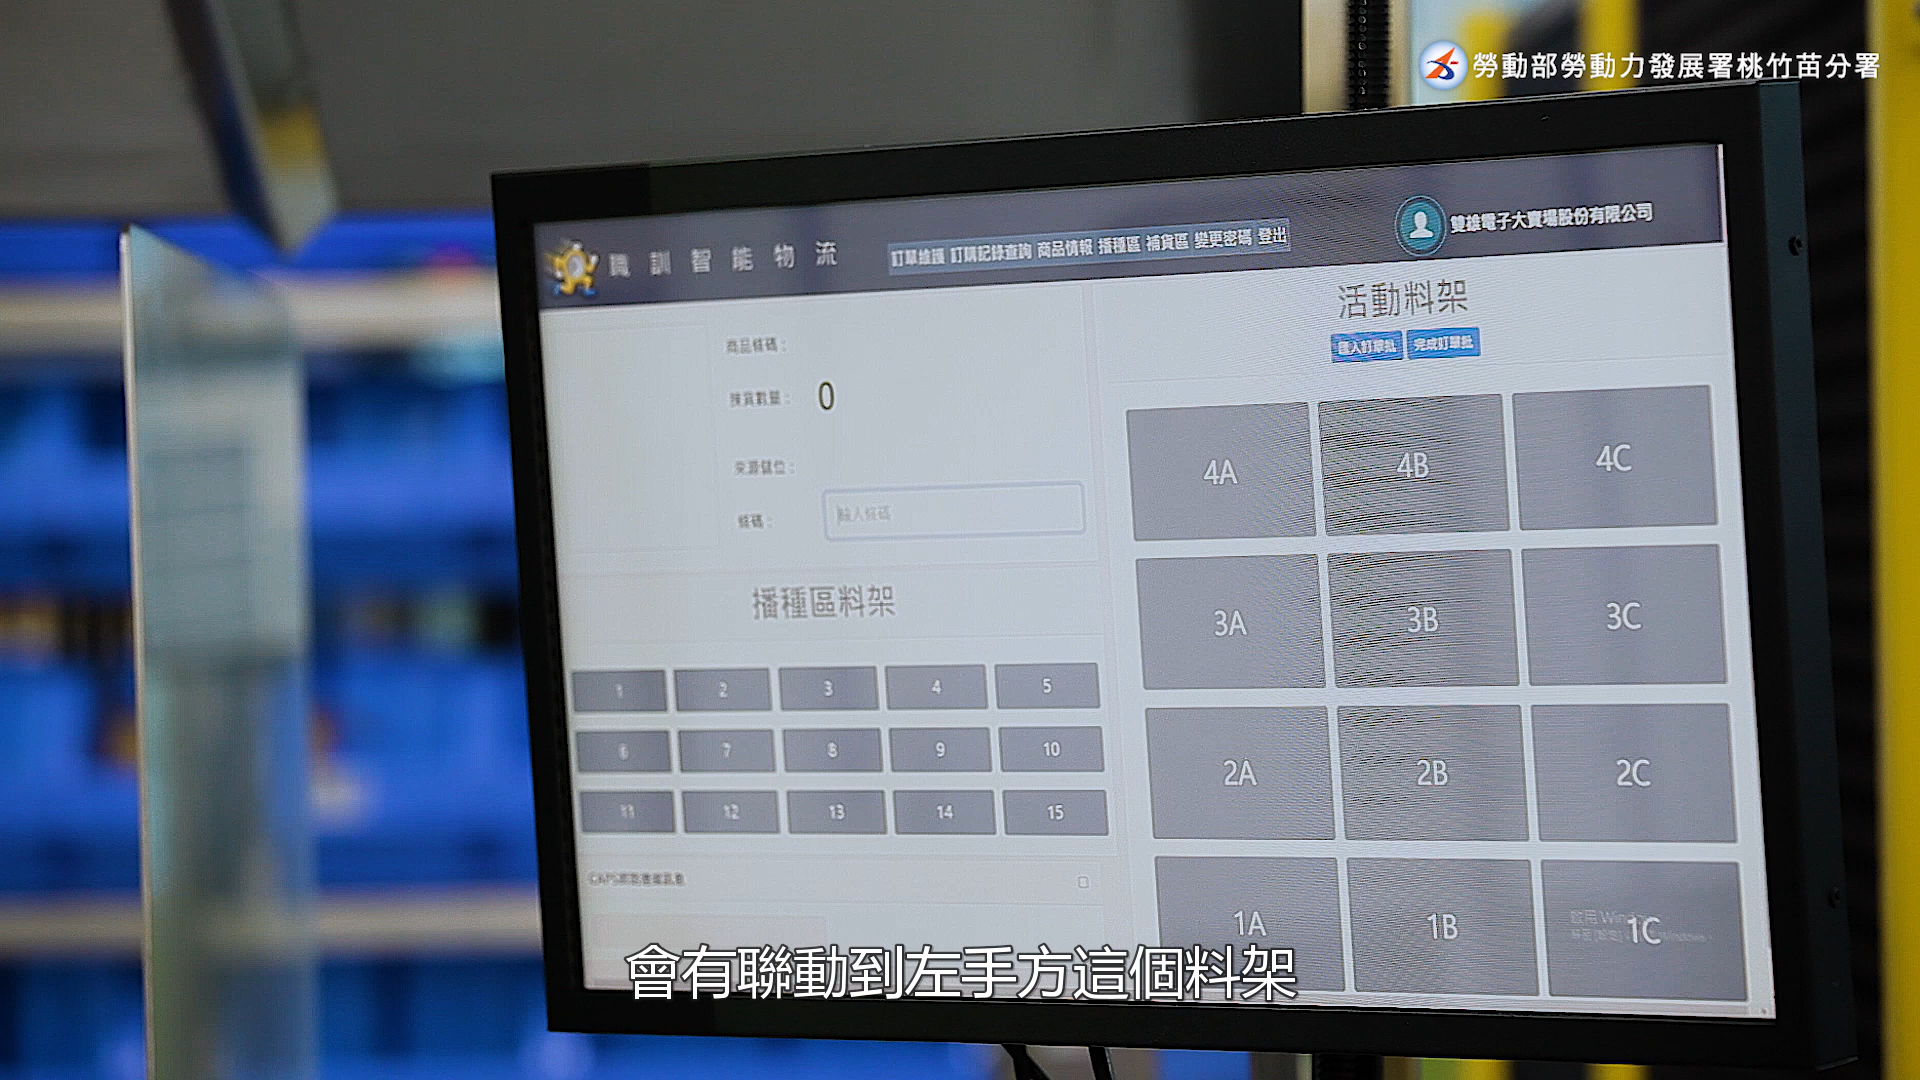 勞動部勞動力發展署桃竹苗分署
職訓智能物流
訂單維護 訂購記錄查詢 商品情報 播種區 補貨區 變更密碼 登出
雙雄電子大賣場股份有限公司
商品條碼：
揀貨數量： 0
來源儲位：
條碼： 輸入條碼
播種區料架
1 2 3 4 5
6 7 8 9 10
11 12 13 14 15
活動料架
匯入訂單批 完成訂單批
4A 4B 4C
3A 3B 3C
2A 2B 2C
1A 1B 1C
啟用 Windows
會有聯動到左手方這個料架